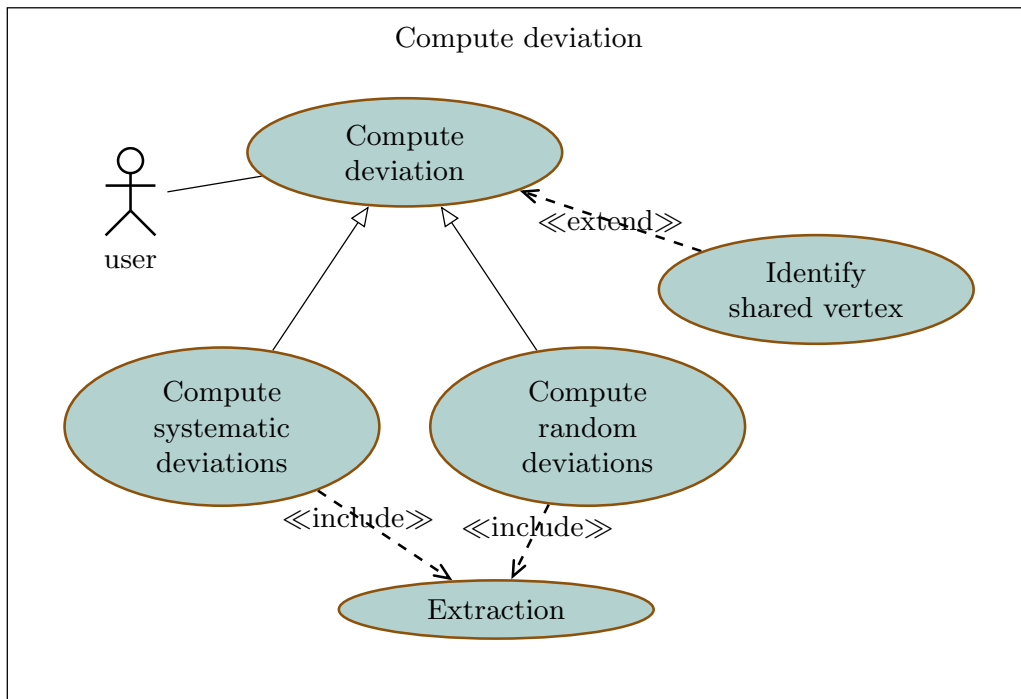 Compute deviation
Compute
deviation
≪extend≫
user
Identify
shared vertex
Compute
systematic
deviations
Compute
random
deviations
≪include≫
≪include≫
Extraction